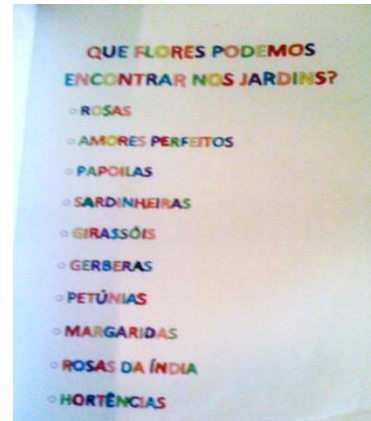 QUE FLORES PODEMOS
ENCONTRAR NOS JARDINS?
ROSAS
AMORES PERFEITOS
PAPOILAS
SARDINHEIRAS
GIRASSÓIS
GERBERAS
PETÚNIAS
MARGARIDAS
ROSAS DA ÍNDIA
HORTÊNCIAS